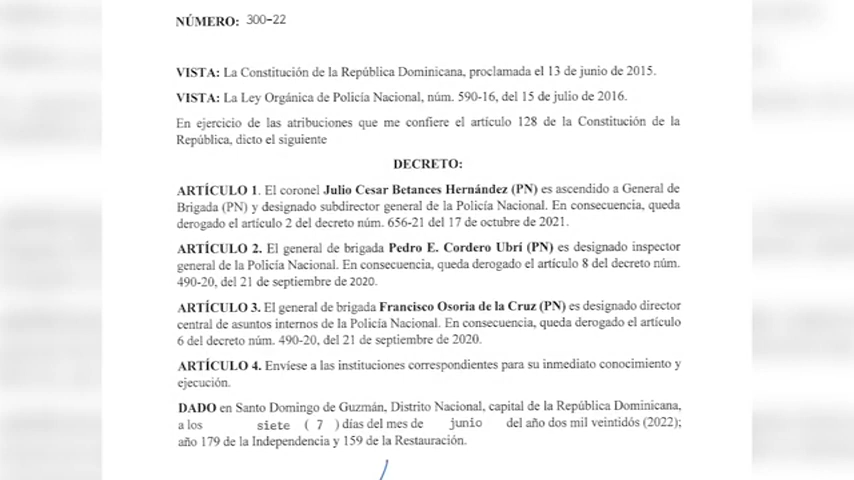 NÚMERO: 300-22
VISTA: La Constitución de la República Dominicana, proclamada el 13 de junio de 2015.
VISTA: La Ley Orgánica de Policía Nacional, núm. 590-16, del 15 de julio de 2016.
En ejercicio de las atribuciones que me confiere el artículo 128 de la Constitución de la
República, dicto el siguiente
DECRETO:
ARTÍCULO 1. El coronel Julio Cesar Betances Hernández (PN) es ascendido a General de
Brigada (PN) y designado subdirector general de la Policía Nacional. En consecuencia, queda
derogado el artículo 2 del decreto núm. 656-21 del 17 de octubre de 2021.
ARTÍCULO 2. El general de brigada Pedro E. Cordero Ubri (PN) es designado inspector
general de la Policía Nacional. En consecuencia, queda derogado el artículo 8 del decreto núm.
490-20, del 21 de septiembre de 2020.
ARTÍCULO 3. El general de brigada Francisco Osoria de la Cruz (PN) es designado director
central de asuntos internos de la Policía Nacional. En consecuencia, queda derogado el artículo
6 del decreto núm. 490-20, del 21 de septiembre de 2020.
ARTÍCULO 4. Envíese a las instituciones correspondientes para su inmediato conocimiento y
ejecución.
DADO en Santo Domingo de Guzmán, Distrito Nacional, capital de la República Dominicana,
a los siete ( 7 ) días del mes de junio del año dos mil veintidós (2022);
año 179 de la Independencia y 159 de la Restauración.